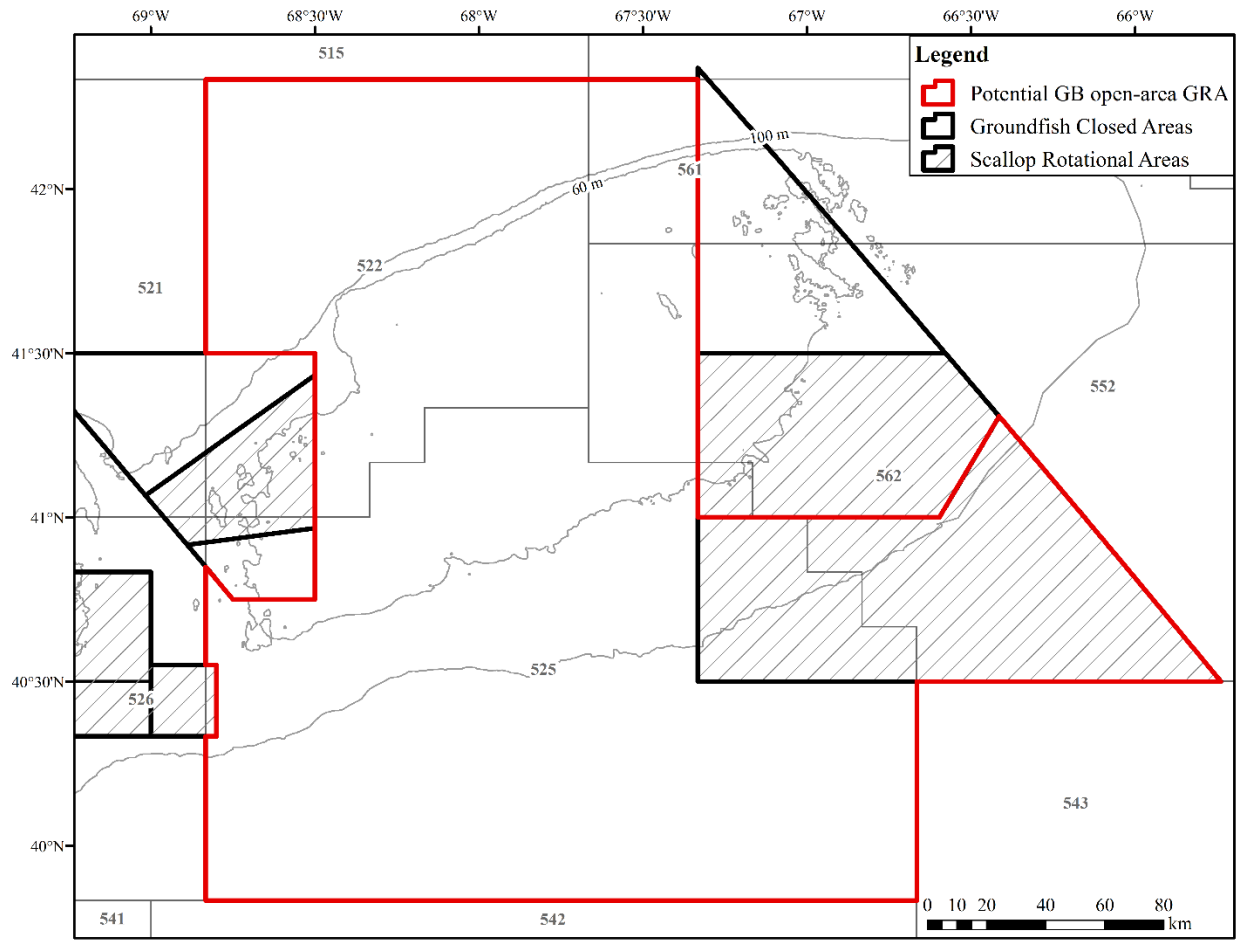 69°W 68°30'W 68°W 67°30'W 67°W 66°30'W 66°W
515
Legend
Potential GB open-area GRA
Groundfish Closed Areas
Scallop Rotational Areas
100 m
561
60 m
42°N
522
521
41°30'N
552
562
41°N
525
40°30'N
526
543
40°N
0 10 20 40 60 80
km
541
542